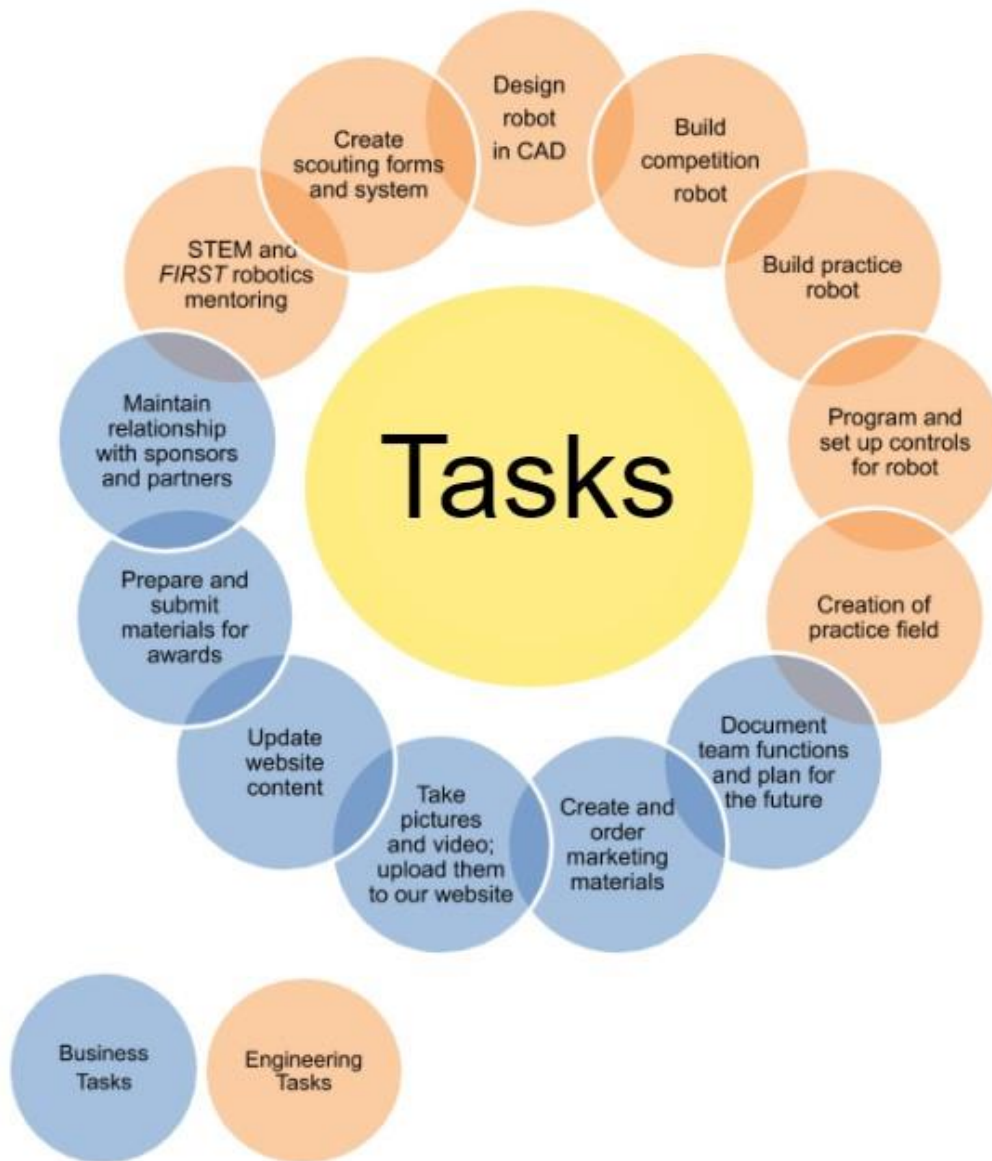 Design
robot
in CAD
Build
competition
robot
Build practice
robot
Program and
set up controls
for robot
Creation of
practice field
Document
team functions
and plan for
the future
Create and
order
marketing
materials
Take
pictures
and video;
upload them
to our website
Update
website
content
Prepare and
submit
materials for
awards
Maintain
relationship
with sponsors
and partners
STEM and
FIRST robotics
mentoring
Create
scouting forms
and system
Tasks
Business
Tasks
Engineering
Tasks